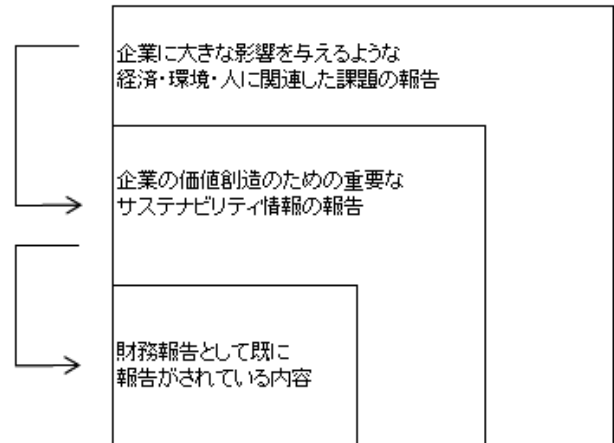 企業に大きな影響を与えるような
経済・環境・人に関連した課題の報告
企業の価値創造のための重要な
サステナビリティ情報の報告
財務報告として既に
報告がされている内容